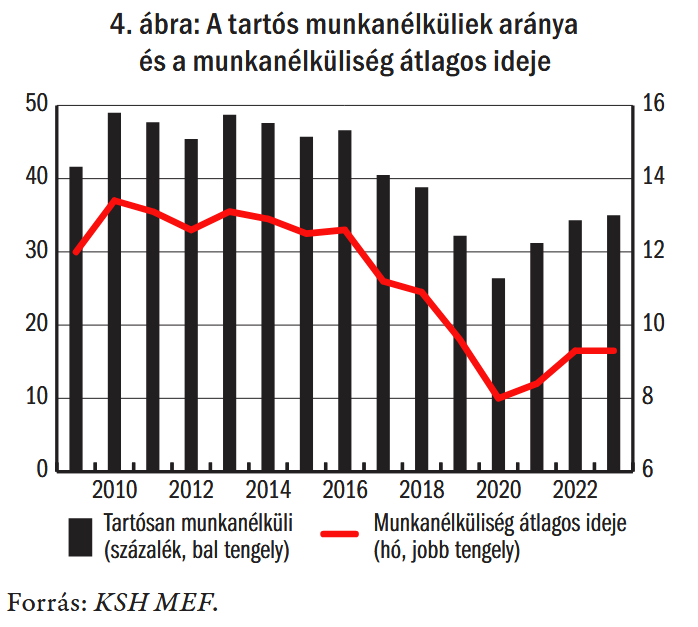 4. ábra: A tartós munkanélküliek aránya
és a munkanélküliség átlagos ideje
50 16
40 14
30 12
20 10
10 8
0 6
2010 2012 2014 2016 2018 2020 2022
Tartósan munkanélküli
(százalék, bal tengely)
Munkanélküliség átlagos ideje
(hó, jobb tengely)
Forrás: KSH MEF.